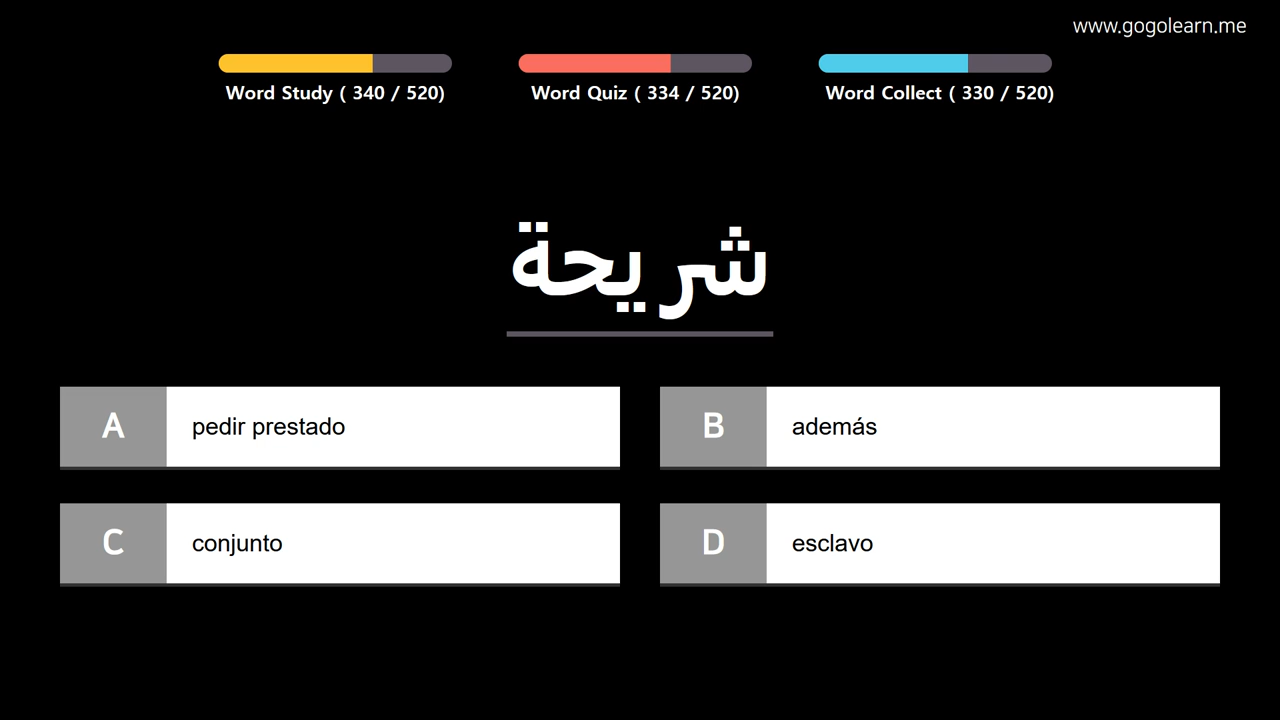 www.gogolearn.me
Word Study ( 340 / 520)
Word Quiz ( 334 / 520)
Word Collect ( 330 / 520)
شريحة
A pedir prestado
B además
C conjunto
D esclavo